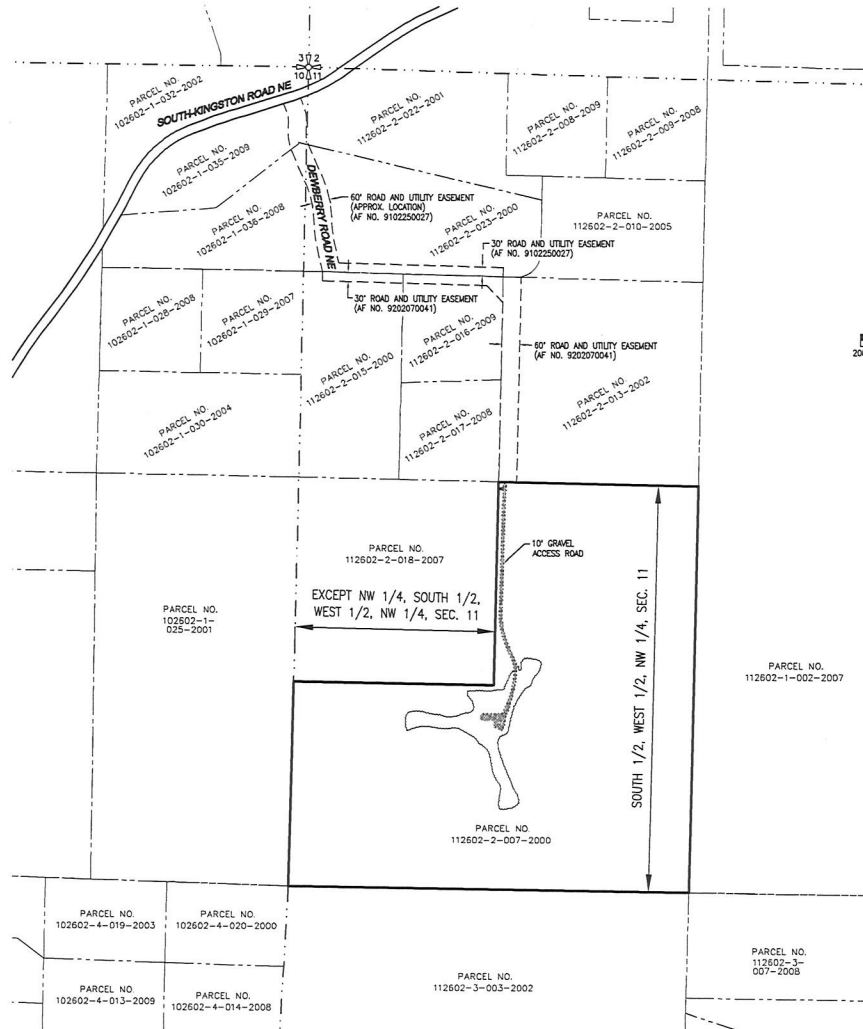 3 2
10 11
PARCEL NO.
102602-1-032-2002
SOUTH-KINGSTON ROAD NE
PARCEL NO.
112602-2-022-2001
PARCEL NO.
112602-2-008-2009
PARCEL NO.
112602-2-009-2008
PARCEL NO.
102602-1-035-2009
DEWBERRY ROAD NE
60' ROAD AND UTILITY EASEMENT
(APPROX. LOCATION)
(AF NO. 9102250027)
PARCEL NO.
102602-1-036-2008
PARCEL NO.
112602-2-023-2000
PARCEL NO.
112602-2-010-2005
30' ROAD AND UTILITY EASEMENT
(AF NO. 9102250027)
30' ROAD AND UTILITY EASEMENT
(AF NO. 9202070041)
PARCEL NO.
102602-1-028-2008
PARCEL NO.
102602-1-029-2007
PARCEL NO.
112602-2-015-2000
PARCEL NO.
112602-2-016-2009
60' ROAD AND UTILITY EASEMENT
(AF NO. 9202070041)
20
PARCEL NO.
102602-1-030-2004
PARCEL NO.
112602-2-017-2008
PARCEL NO.
112602-2-013-2002
10' GRAVEL
ACCESS ROAD
PARCEL NO.
112602-2-018-2007
EXCEPT NW 1/4, SOUTH 1/2,
WEST 1/2, NW 1/4, SEC. 11
PARCEL NO.
102602-1-
025-2001
SOUTH 1/2, WEST 1/2, NW 1/4, SEC. 11
PARCEL NO.
112602-1-002-2007
PARCEL NO.
112602-2-007-2000
PARCEL NO.
102602-4-019-2003
PARCEL NO.
102602-4-020-2000
PARCEL NO.
112602-3-003-2002
PARCEL NO.
112602-3-
007-2008
PARCEL NO.
102602-4-013-2009
PARCEL NO.
102602-4-014-2008